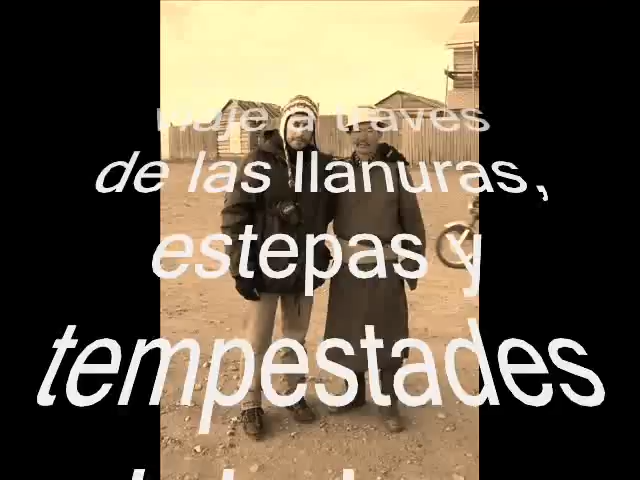 viaje a través
de las llanuras,
estepas y
tempestades